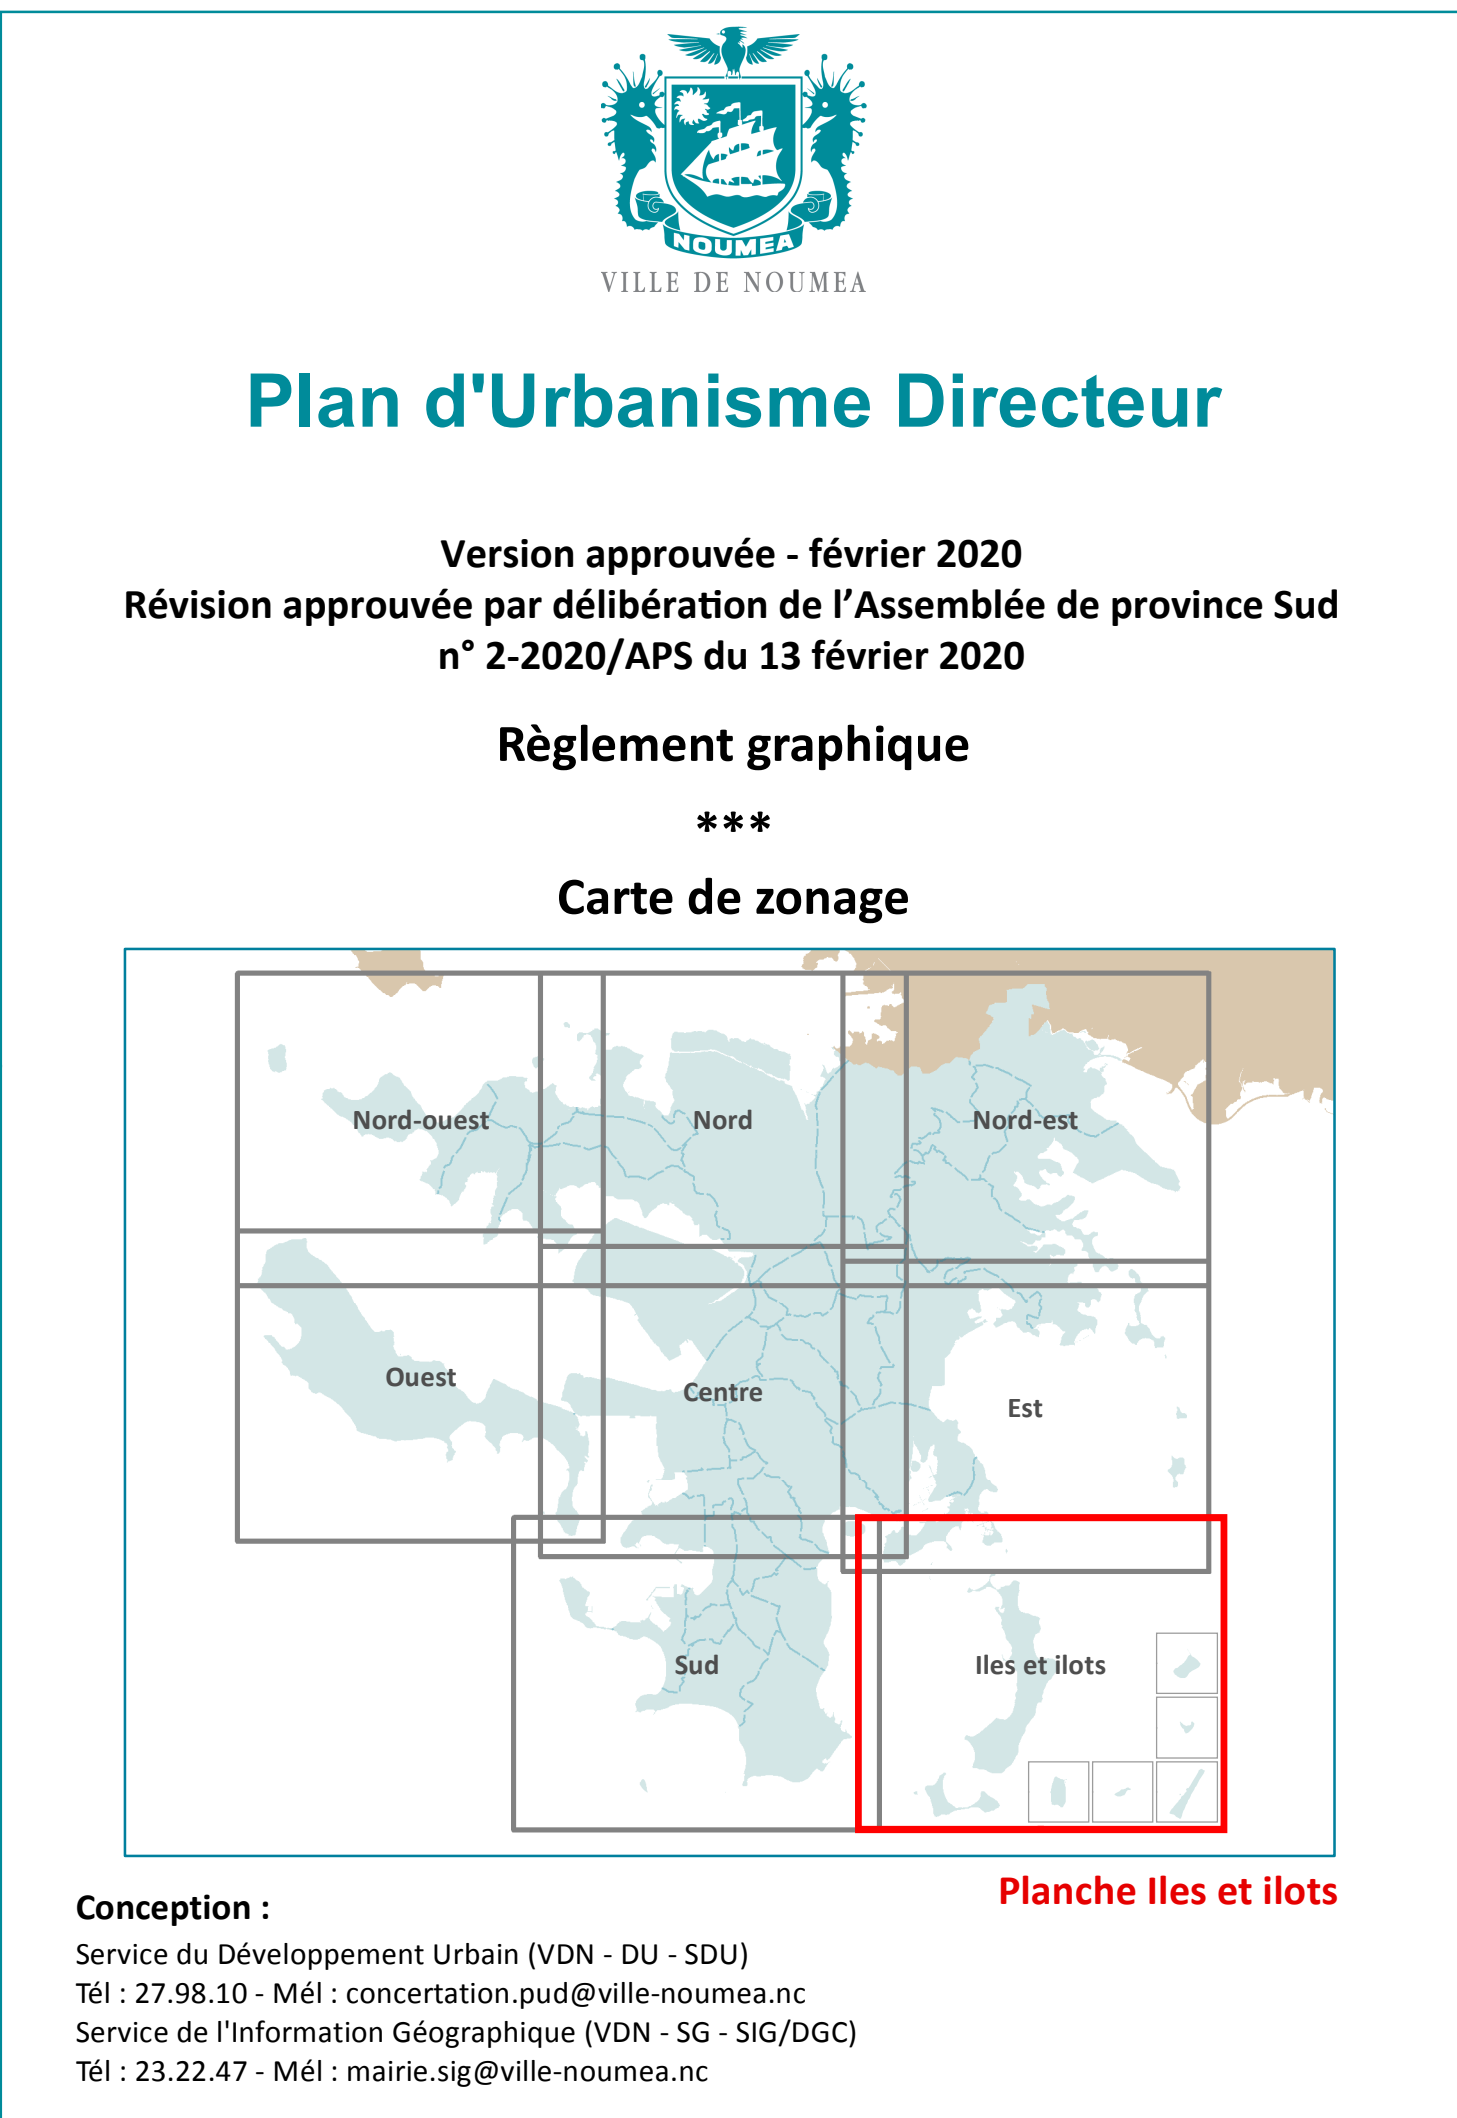 NOUMEA
VILLE DE NOUMEA
Plan d'Urbanisme Directeur
Version approuvée - février 2020
Révision approuvée par délibération de l’Assemblée de province Sud
n° 2-2020/APS du 13 février 2020
Règlement graphique
***
Carte de zonage
Nord-ouest
Nord
Nord-est
Ouest
Centre
Est
Sud
Iles et ilots
Planche Iles et ilots
Conception :
Service du Développement Urbain (VDN - DU - SDU)
Tél : 27.98.10 - Mél : concertation.pud@ville-noumea.nc
Service de l'Information Géographique (VDN - SG - SIG/DGC)
Tél : 23.22.47 - Mél : mairie.sig@ville-noumea.nc